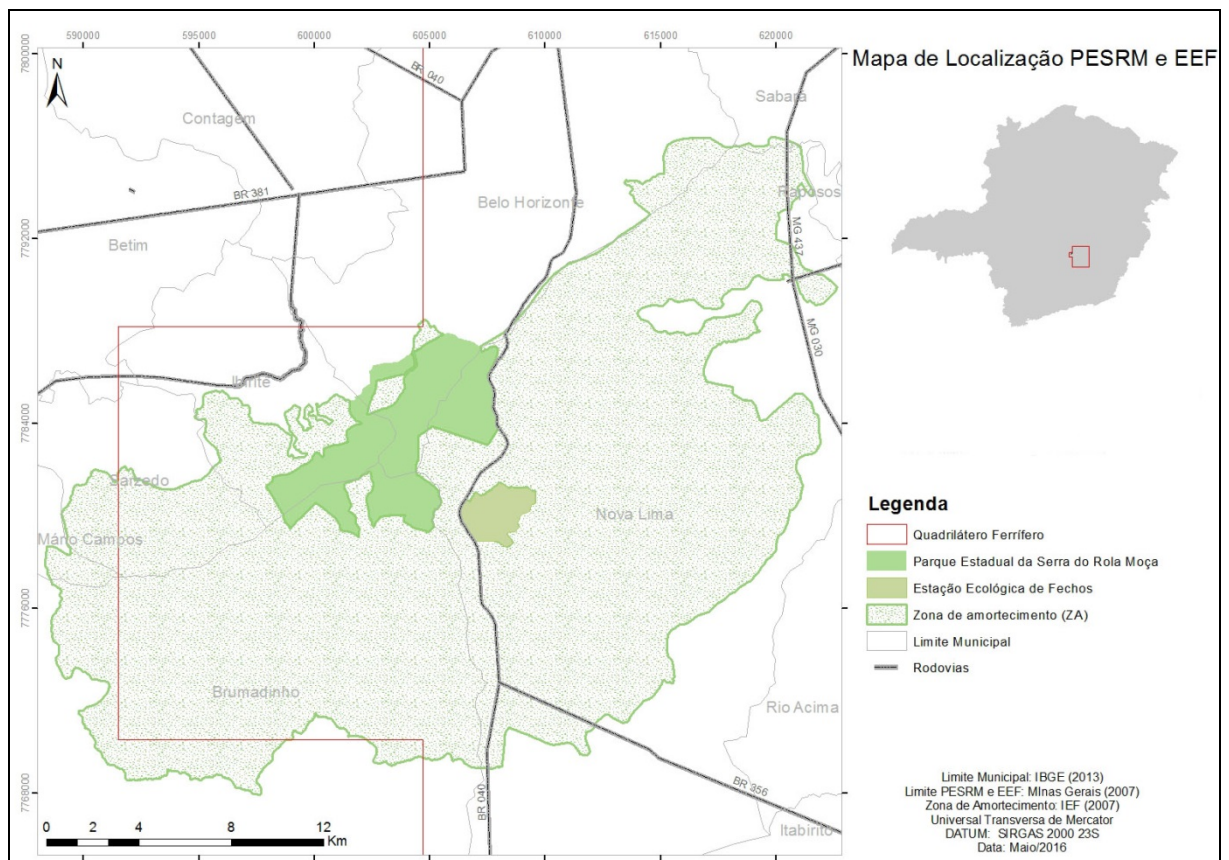 Mapa de Localização PESRM e EEF
590000 595000 600000 605000 610000 615000 620000
7800000
7792000
7784000
7776000
7768000
N
BR 040
Contagem
Sabará
BR 381
Belo Horizonte
Raposos
Betim
MG 437
MG 030
Ibirité
Sarzedo
Nova Lima
Mário Campos
Brumadinho
Rio Acima
BR 040
BR 356
Itabirito
0 2 4 8 12
Km
Legenda
Quadrilátero Ferrífero
Parque Estadual da Serra do Rola Moça
Estação Ecológica de Fechos
Zona de amortecimento (ZA)
Limite Municipal
Rodovias
Limite Municipal: IBGE (2013)
Limite PESRM e EEF: MInas Gerais (2007)
Zona de Amortecimento: IEF (2007)
Universal Transversa de Mercator
DATUM: SIRGAS 2000 23S
Data: Maio/2016